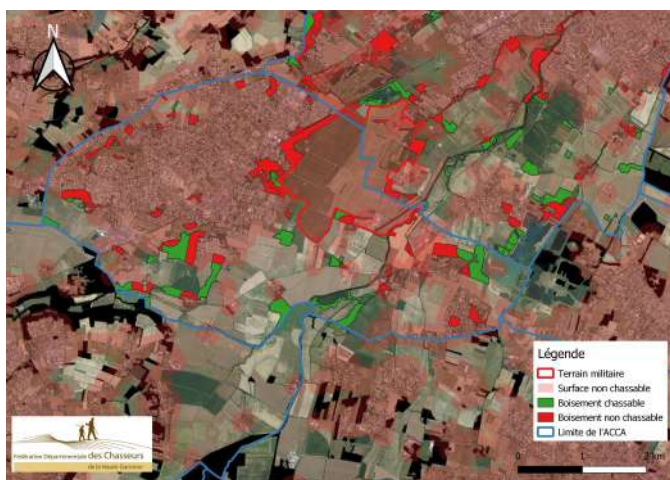 N
Légende
Terrain militaire
Surface non chassable
Boisement chassable
Boisement non chassable
Limite de l'ACCA
0 1 2 km
Fédération Départementale des Chasseurs
de la Haute-Garonne